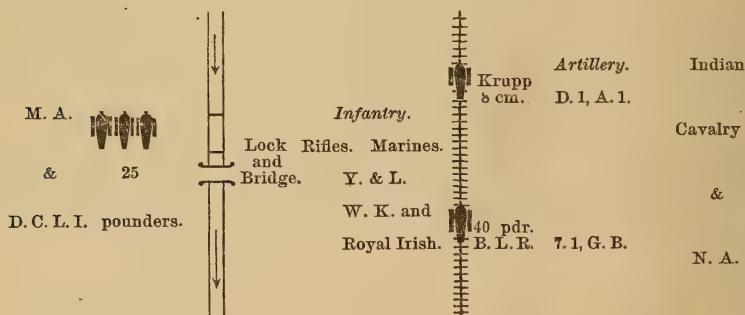 M. A.
& 25
D. C. L. I. pounders.
Lock
and
Bridge.
Infantry.
Rifles. Marines.
Y. & L.
W. K. and
Royal Irish.
Krupp
8 cm.
40 pdr.
B. L. R.
Artillery.
D. 1, A. 1.
7. 1, G. B.
Indian
Cavalry
&
N. A.